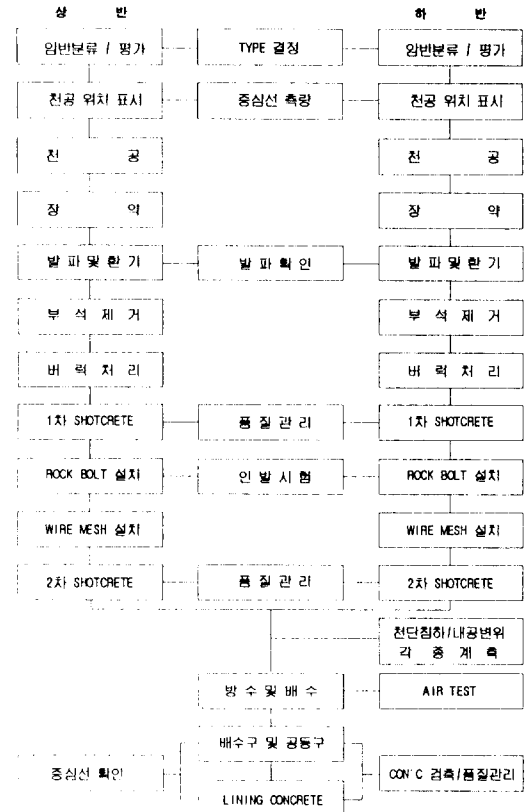 상 반 하 반
암반분류 / 평가 TYPE 결정 암반분류 / 평가
천공 위치 표시 중심선 측량 천공 위치 표시
천 공 천 공
장 약 장 약
발 파 및 환 기 발 파 확 인 발 파 및 환 기
부 석 제 거 부 석 제 거
버 력 처 리 버 력 처 리
1차 SHOTCRETE 품 질 관 리 1차 SHOTCRETE
ROCK BOLT 설치 인 발 시 험 ROCK BOLT 설치
WIRE MESH 설치 WIRE MESH 설치
2차 SHOTCRETE 품 질 관 리 2차 SHOTCRETE
천단침하/내공변위
각 종 계 측
방 수 및 배 수 AIR TEST
배수구 및 공동구
중심선 확인 CON'C 검측/품질관리
LINING CONCRETE